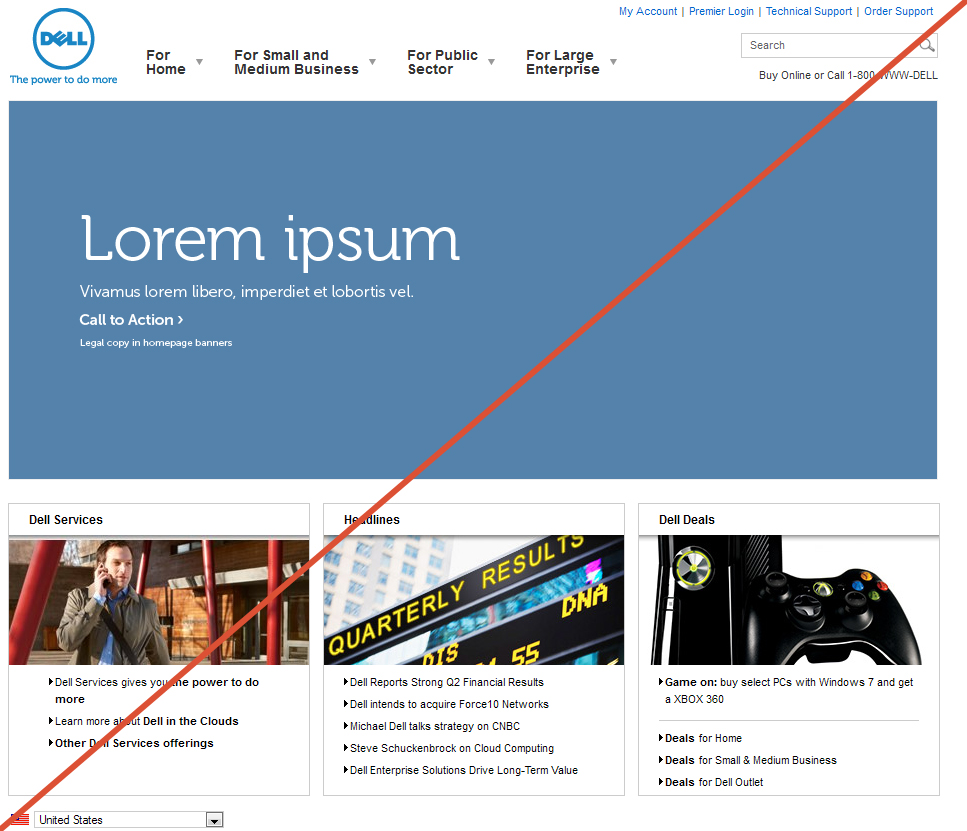 My Account | Premier Login | Technical Support | Order Support
DELL
The power to do more
For Home
For Small and Medium Business
For Public Sector
For Large Enterprise
Search
Buy Online or Call 1-800-WWW-DELL
Lorem ipsum
Vivamus lorem libero, imperdiet et lobortis vel.
Call to Action ›
Legal copy in homepage banners
Dell Services
Dell Services gives you the power to do
more
Learn more about Dell in the Clouds
Other Dell Services offerings
Headlines
QUARTERLY RESULTS
DNA
DIS
55
Dell Reports Strong Q2 Financial Results
Dell intends to acquire Force10 Networks
Michael Dell talks strategy on CNBC
Steve Schuckenbrock on Cloud Computing
Dell Enterprise Solutions Drive Long-Term Value
Dell Deals
Game on: buy select PCs with Windows 7 and get
a XBOX 360
Deals for Home
Deals for Small & Medium Business
Deals for Dell Outlet
United States